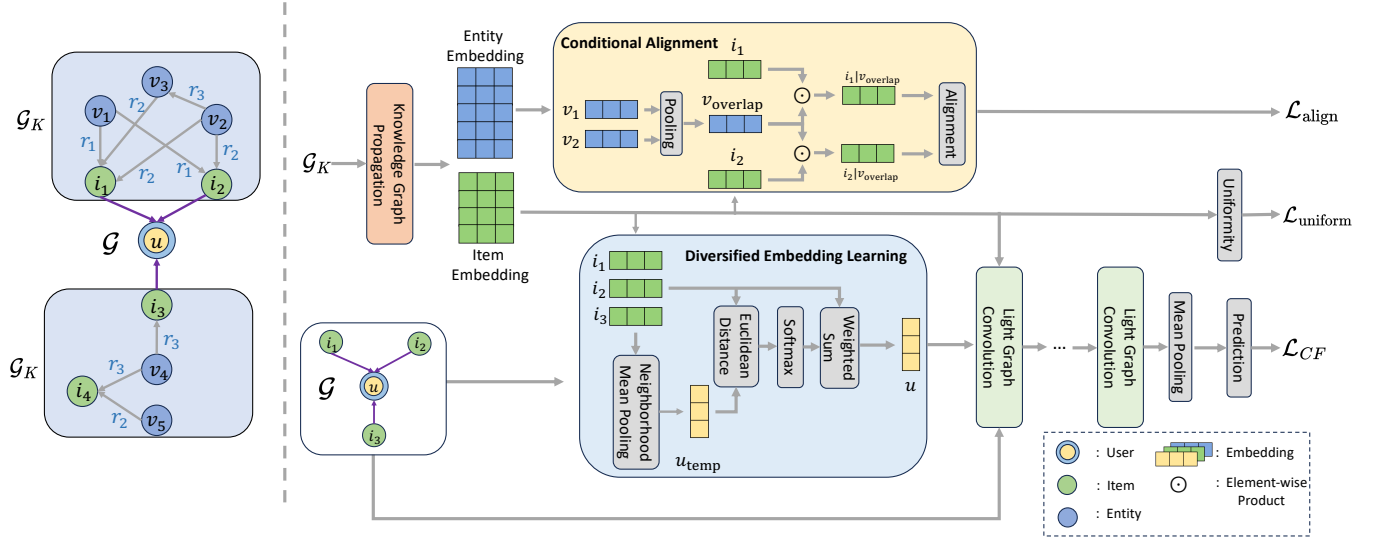 𝒢_K
v₃
v₁
v₂
r₂
r₃
r₁
r₂
r₂
r₁
i₁
i₂
𝒢
u
𝒢_K
i₃
r₃
v₄
r₃
i₄
r₂
v₅
𝒢_K
Knowledge Graph
Propagation
Entity
Embedding
Item
Embedding
Conditional Alignment
i₁
v₁
v₂
Pooling
v_overlap
i₂
i₁|v_overlap
i₂|v_overlap
Alignment
ℒ_align
Uniformity
ℒ_uniform
Diversified Embedding Learning
i₁
i₂
i₃
Neighborhood
Mean Pooling
u_temp
Euclidean
Distance
Softmax
Weighted
Sum
u
𝒢
i₁
i₂
u
i₃
Light Graph
Convolution
...
Light Graph
Convolution
Mean Pooling
Prediction
ℒ_CF
: User
: Item
: Entity
: Embedding
: Element-wise
Product